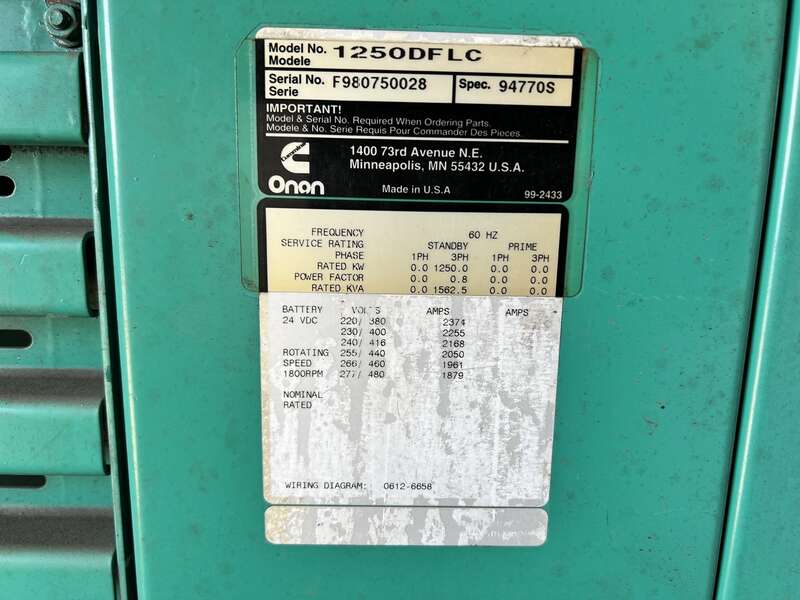 Model No. 1250DFLC
Modele
Serial No. F980750028 Spec. 94770S
Serie
IMPORTANT!
Model & Serial No. Required When Ordering Parts.
Modele & No. Serie Requis Pour Commander Des Pieces.
Cummins
Onan
1400 73rd Avenue N.E.
Minneapolis, MN 55432 U.S.A.
Made in U.S.A
99-2433
FREQUENCY 60 HZ
SERVICE RATING STANDBY PRIME
PHASE 1PH 3PH 1PH 3PH
RATED KW 0.0 1250.0 0.0 0.0
POWER FACTOR 0.0 0.8 0.0 0.0
RATED KVA 0.0 1562.5 0.0 0.0
BATTERY VOLTS AMPS AMPS
24 VDC 220/ 380 2374
230/ 400 2255
240/ 416 2168
ROTATING 255/ 440 2050
SPEED 266/ 460 1961
1800RPM 277/ 480 1879
NOMINAL
RATED
WIRING DIAGRAM: 0612-6658